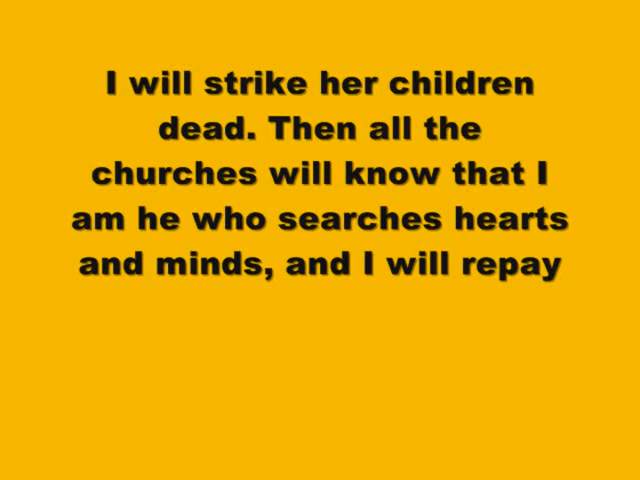 I will strike her children
dead. Then all the
churches will know that I
am he who searches hearts
and minds, and I will repay